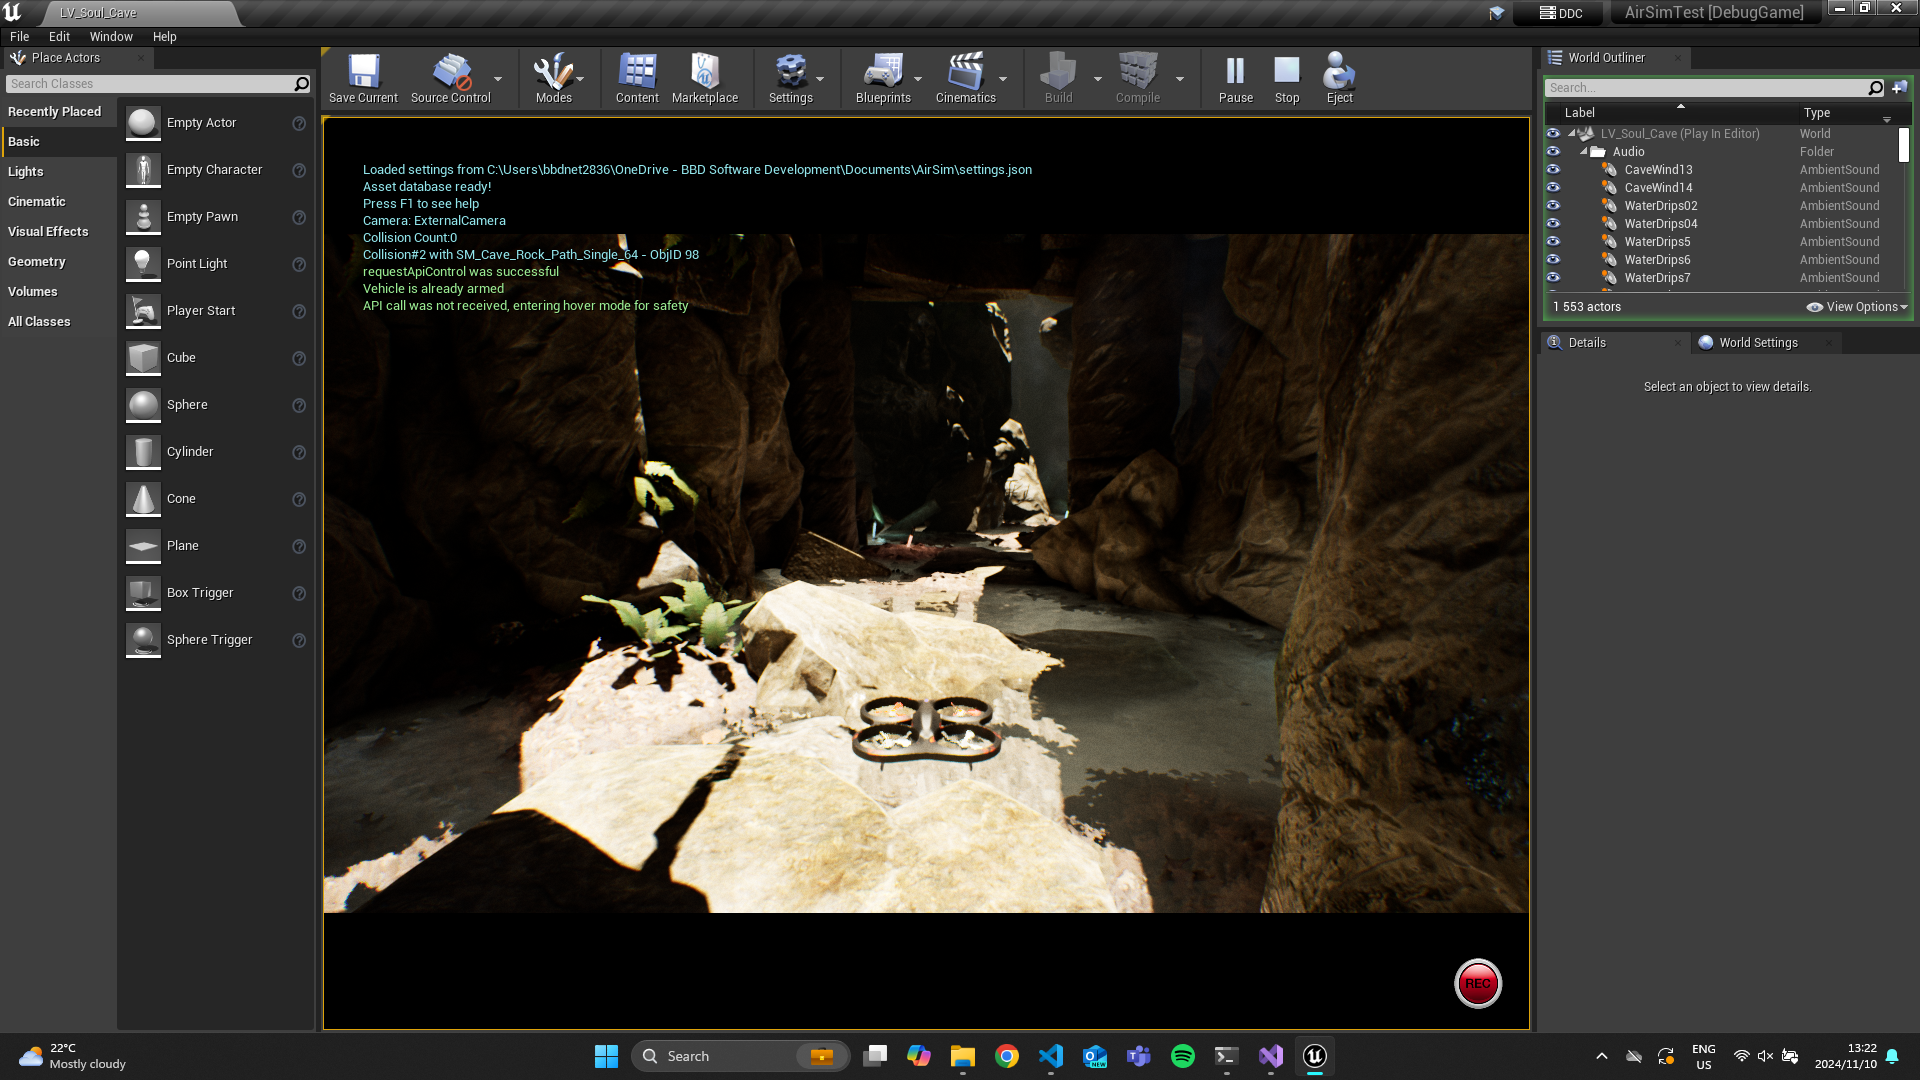 LV_Soul_Cave
DDC
AirSimTest [DebugGame]
File Edit Window Help
Place Actors
Search Classes
Recently Placed
Basic
Lights
Cinematic
Visual Effects
Geometry
Volumes
All Classes
Empty Actor
Empty Character
Empty Pawn
Point Light
Player Start
Cube
Sphere
Cylinder
Cone
Plane
Box Trigger
Sphere Trigger
Save Current
Source Control
Modes
Content
Marketplace
Settings
Blueprints
Cinematics
Build
Compile
Pause
Stop
Eject
Loaded settings from C:\Users\bbdnet2836\OneDrive - BBD Software Development\Documents\AirSim\settings.json
Asset database ready!
Press F1 to see help
Camera: ExternalCamera
Collision Count:0
Collision#2 with SM_Cave_Rock_Path_Single_64 - ObjID 98
requestApiControl was successful
Vehicle is already armed
API call was not received, entering hover mode for safety
REC
World Outliner
Search...
Label Type
LV_Soul_Cave (Play In Editor) World
Audio Folder
CaveWind13 AmbientSound
CaveWind14 AmbientSound
WaterDrips02 AmbientSound
WaterDrips04 AmbientSound
WaterDrips5 AmbientSound
WaterDrips6 AmbientSound
WaterDrips7 AmbientSound
1 553 actors
View Options
Details
World Settings
Select an object to view details.
22°C
Mostly cloudy
Search
NEW
ENG
US
13:22
2024/11/10